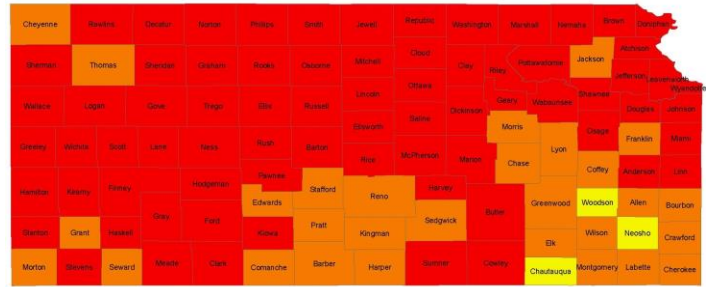 Cheyenne Rawlins Decatur Norton Phillips Smith Jewell Republic Washington Marshall Nemaha Brown Doniphan
Sherman Thomas Sheridan Graham Rooks Osborne Mitchell Cloud Clay Riley Pottawatomie Jackson Atchison
Jefferson Leavenworth
Wyandotte
Wallace Logan Gove Trego Ellis Russell Lincoln Ottawa Dickinson Geary Wabaunsee Shawnee Douglas Johnson
Greeley Wichita Scott Lane Ness Rush Barton Ellsworth Saline Morris Osage Franklin Miami
Rice McPherson Marion Chase Lyon Coffey Anderson Linn
Hamilton Kearny Finney Hodgeman Pawnee Stafford Reno Harvey
Edwards Greenwood Woodson Allen Bourbon
Stanton Grant Haskell Gray Ford Kiowa Pratt Kingman Sedgwick Butler Elk Wilson Neosho Crawford
Morton Stevens Seward Meade Clark Comanche Barber Harper Sumner Cowley Chautauqua Montgomery Labette Cherokee